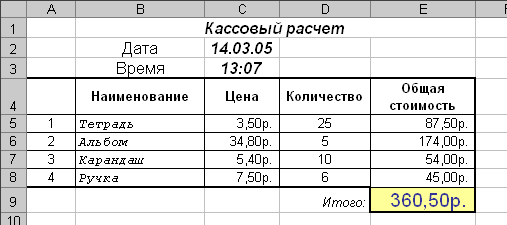 A B C D E F
1 Кассовый расчет
2 Дата 14.03.05
3 Время 13:07
4 Наименование Цена Количество Общая стоимость
5 1 Тетрадь 3,50р. 25 87,50р.
6 2 Альбом 34,80р. 5 174,00р.
7 3 Карандаш 5,40р. 10 54,00р.
8 4 Ручка 7,50р. 6 45,00р.
9 Итого: 360,50р.
10